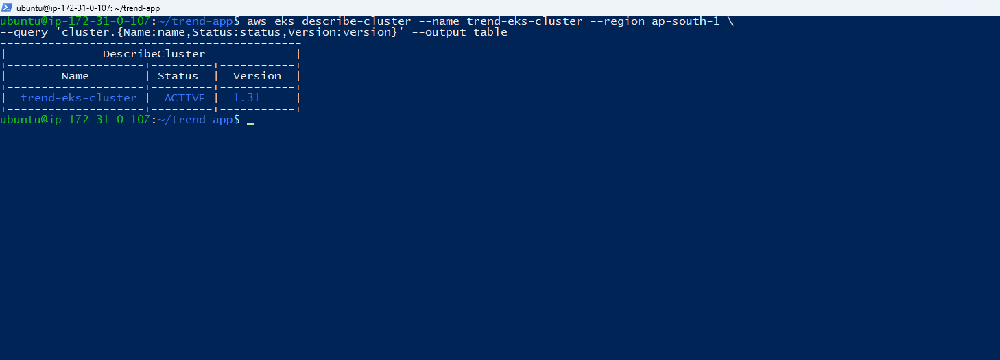 ubuntu@ip-172-31-0-107: ~/trend-app
ubuntu@ip-172-31-0-107:~/trend-app$ aws eks describe-cluster --name trend-eks-cluster --region ap-south-1 \
--query 'cluster.{Name:name,Status:status,Version:version}' --output table
--------------------------------------------
|              DescribeCluster             |
+--------------------+---------+-----------+
|        Name        | Status  |  Version  |
+--------------------+---------+-----------+
|  trend-eks-cluster |  ACTIVE |  1.31     |
+--------------------+---------+-----------+
ubuntu@ip-172-31-0-107:~/trend-app$